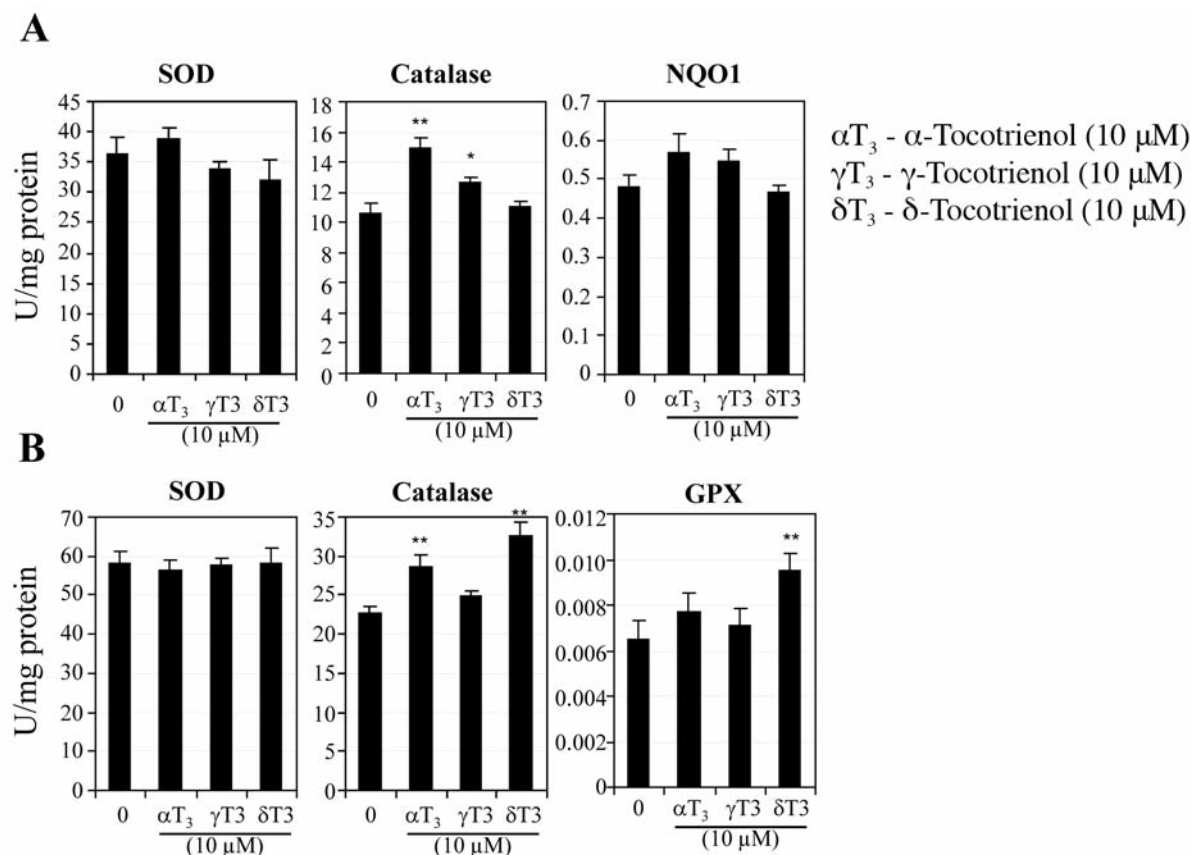 A
SOD
Catalase
NQO1
U/mg protein
45
40
35
30
25
20
15
10
5
0
18
16
14
12
10
8
6
4
2
0
0.7
0.6
0.5
0.4
0.3
0.2
0.1
0
**
*
αT₃ - α-Tocotrienol (10 µM)
γT₃ - γ-Tocotrienol (10 µM)
δT₃ - δ-Tocotrienol (10 µM)
0 αT₃ γT3 δT3
(10 µM)
0 αT₃ γT3 δT3
(10 µM)
0 αT₃ γT3 δT3
(10 µM)
B
SOD
Catalase
GPX
U/mg protein
70
60
50
40
30
20
10
0
35
30
25
20
15
10
5
0
**
**
0.012
0.010
0.008
0.006
0.004
0.002
0
**
0 αT₃ γT3 δT3
(10 µM)
0 αT₃ γT3 δT3
(10 µM)
0 αT₃ γT3 δT3
(10 µM)